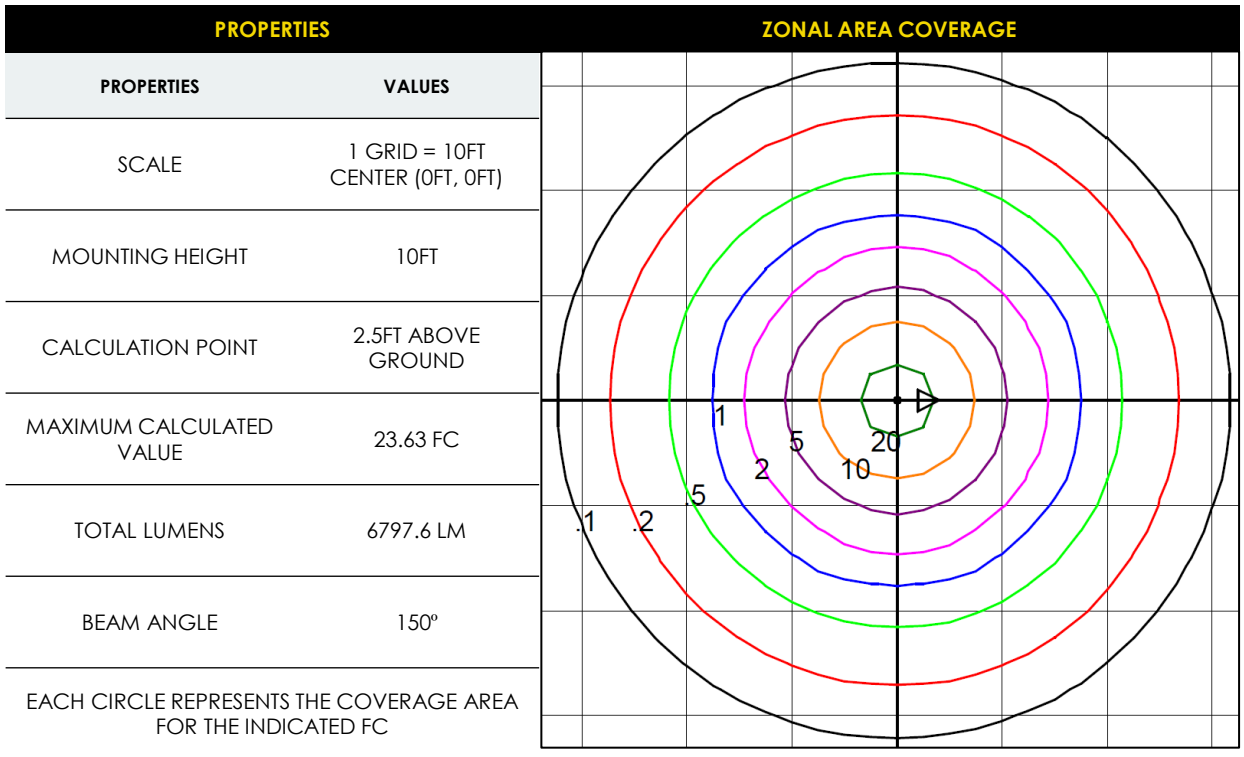 PROPERTIES
ZONAL AREA COVERAGE
PROPERTIES
VALUES
SCALE
1 GRID = 10FT
CENTER (0FT, 0FT)
MOUNTING HEIGHT
10FT
CALCULATION POINT
2.5FT ABOVE
GROUND
MAXIMUM CALCULATED
VALUE
23.63 FC
TOTAL LUMENS
6797.6 LM
BEAM ANGLE
150º
EACH CIRCLE REPRESENTS THE COVERAGE AREA
FOR THE INDICATED FC
1
5
20
2
10
.5
.1
.2